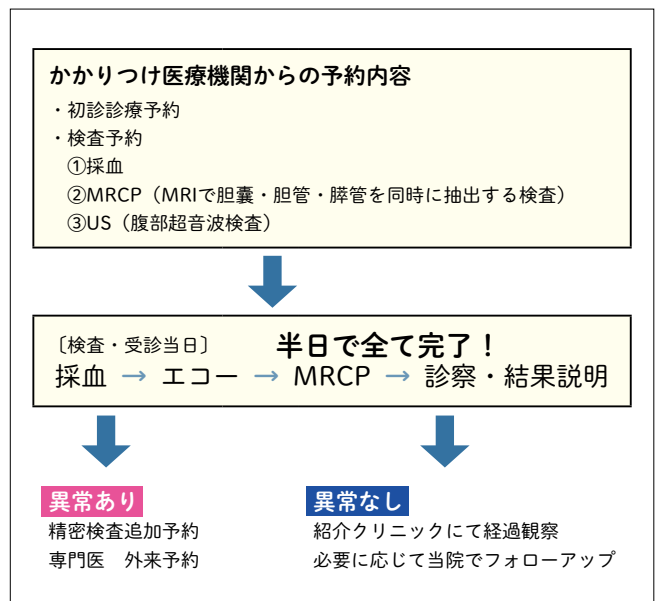 かかりつけ医療機関からの予約内容
・初診診療予約
・検査予約
①採血
②MRCP（MRIで胆嚢・胆管・膵管を同時に抽出する検査）
③US（腹部超音波検査）
〔検査・受診当日〕 半日で全て完了！
採血 → エコー → MRCP → 診察・結果説明
異常あり
精密検査追加予約
専門医　外来予約
異常なし
紹介クリニックにて経過観察
必要に応じて当院でフォローアップ